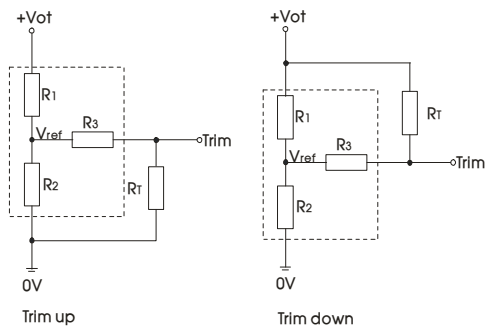 +Vot
R1
Vref
R3
Trim
R2
RT
0V
Trim up
+Vot
R1
RT
Vref
R3
Trim
R2
0V
Trim down